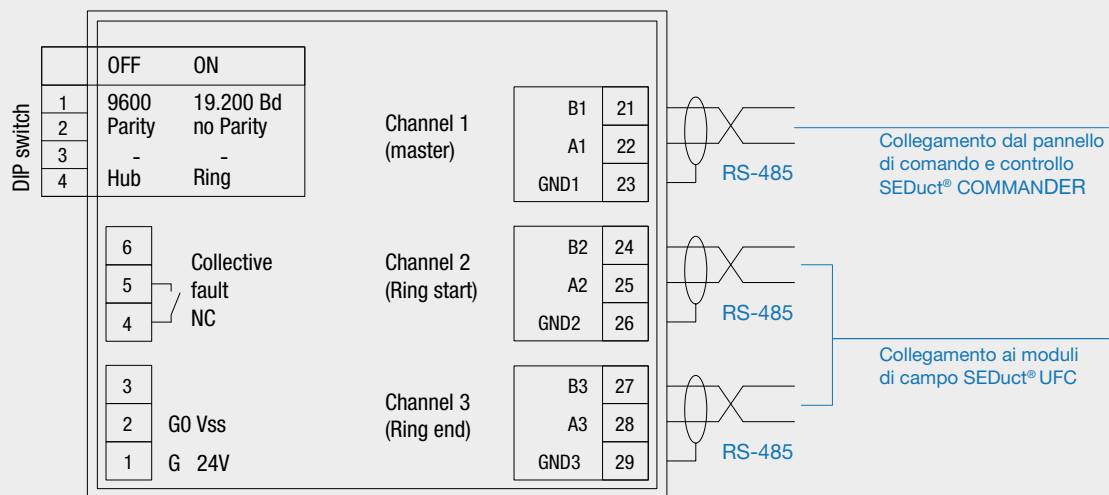 OFF ON
DIP switch
1 9600 19.200 Bd
2 Parity no Parity
3 - -
4 Hub Ring
Channel 1
(master)
B1 21
A1 22
GND1 23
RS-485
Collegamento dal pannello
di comando e controllo
SEDuct® COMMANDER
6
5
4
Collective
fault
NC
Channel 2
(Ring start)
B2 24
A2 25
GND2 26
RS-485
Collegamento ai moduli
di campo SEDuct® UFC
3
2 G0 Vss
1 G 24V
Channel 3
(Ring end)
B3 27
A3 28
GND3 29
RS-485